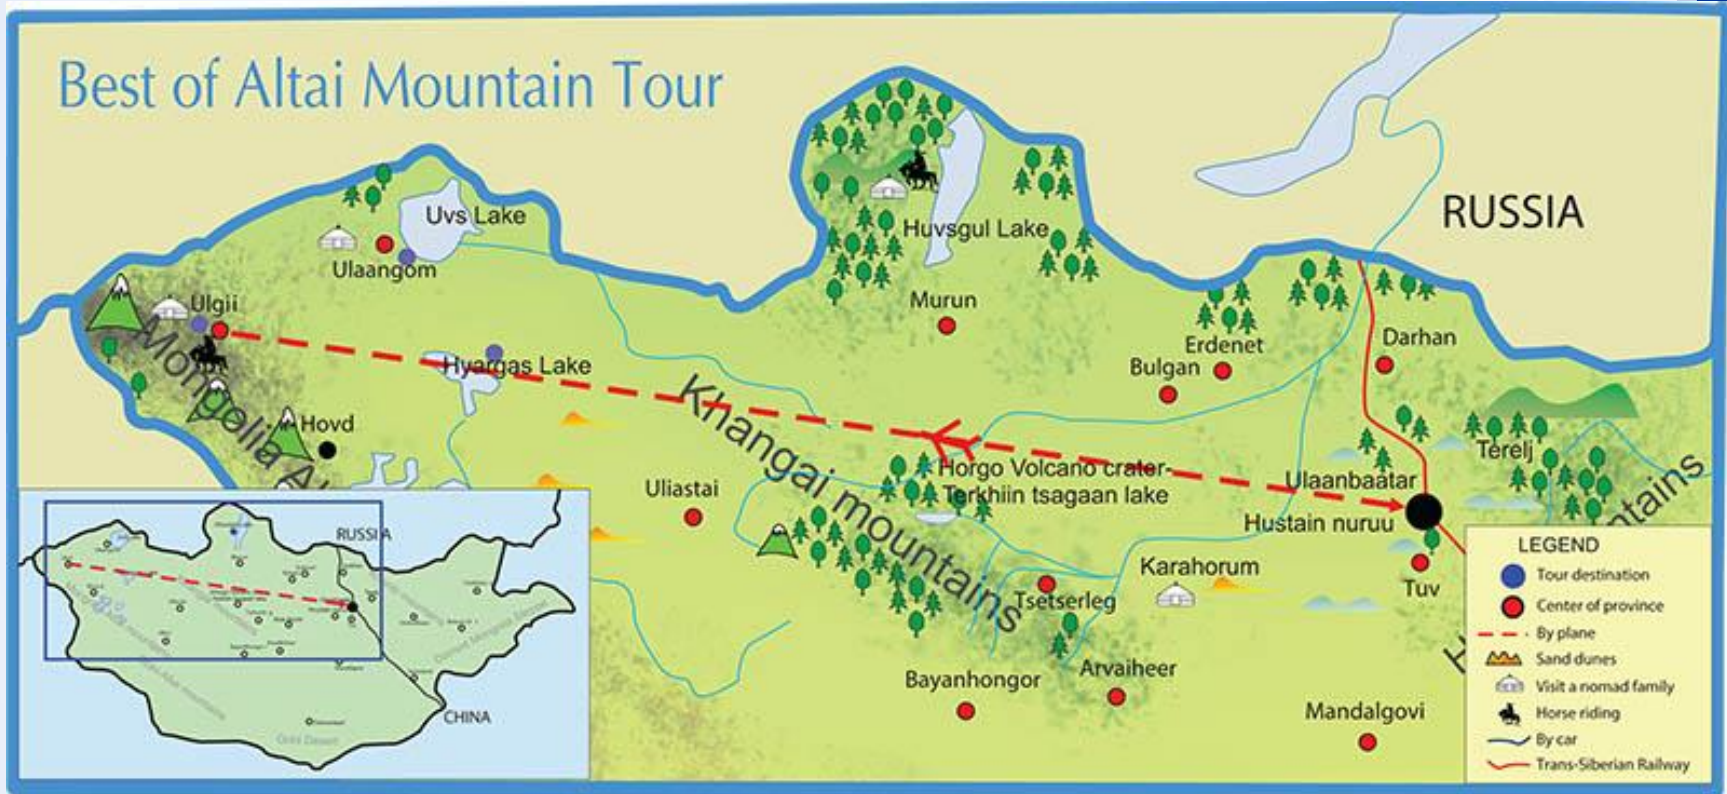 Best of Altai Mountain Tour
RUSSIA
Uvs Lake
Ulaangom
Huvsgul Lake
Murun
Ulgii
Hyargas Lake
Hovd
Mongolia Al
Khangai mountains
Erdenet
Bulgan
Darhan
Terelj
Horgo Volcano crater-
Terkhiin tsagaan lake
Ulaanbaatar
Hustain nuruu
Uliastai
Karahorum
Tsetserleg
Tuv
Bayanhongor
Arvaiheer
Mandalgovi
H
ntains
LEGEND
Tour destination
Center of province
By plane
Sand dunes
Visit a nomad family
Horse riding
By car
Trans-Siberian Railway
RUSSIA
CHINA
Gobi Desert